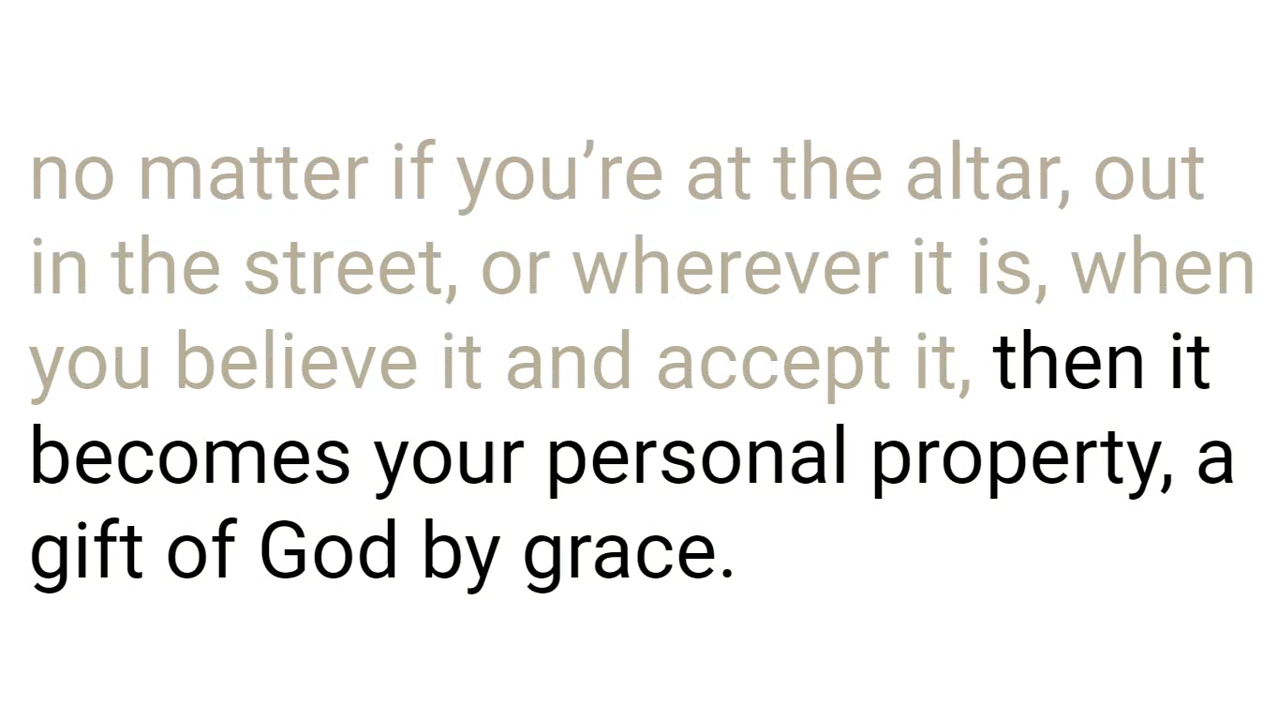 no matter if you’re at the altar, out
in the street, or wherever it is, when
you believe it and accept it, then it
becomes your personal property, a
gift of God by grace.